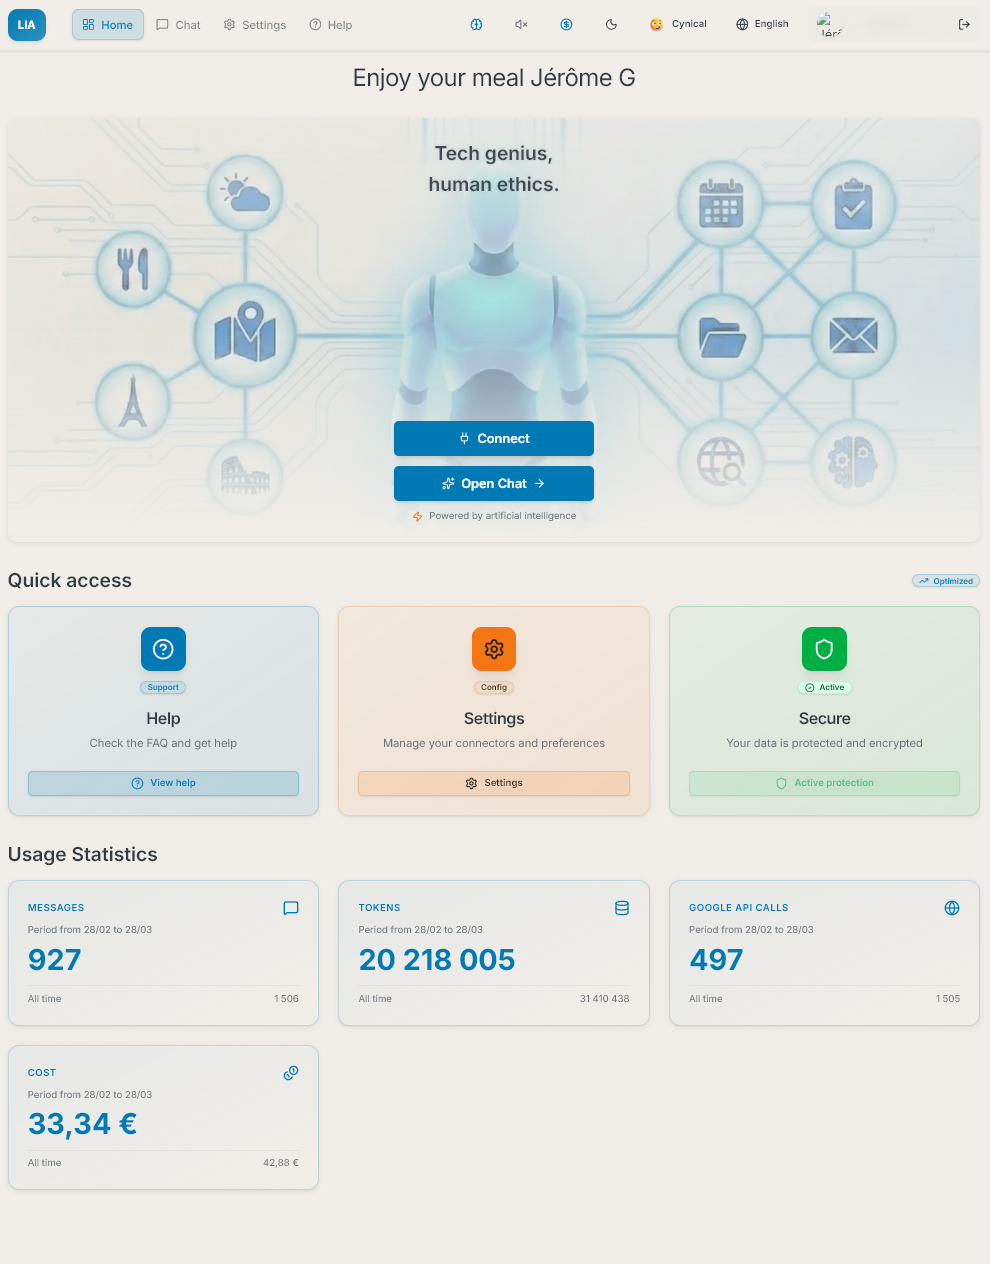 LIA
Home
Chat
Settings
Help
Cynical
English
Enjoy your meal Jérôme G
Tech genius,
human ethics.
Connect
Open Chat
Powered by artificial intelligence
Quick access
Optimized
Support
Help
Check the FAQ and get help
View help
Config
Settings
Manage your connectors and preferences
Settings
Active
Secure
Your data is protected and encrypted
Active protection
Usage Statistics
MESSAGES
Period from 28/02 to 28/03
927
All time 1 506
TOKENS
Period from 28/02 to 28/03
20 218 005
All time 31 410 438
GOOGLE API CALLS
Period from 28/02 to 28/03
497
All time 1 505
COST
Period from 28/02 to 28/03
33,34 €
All time 42,88 €